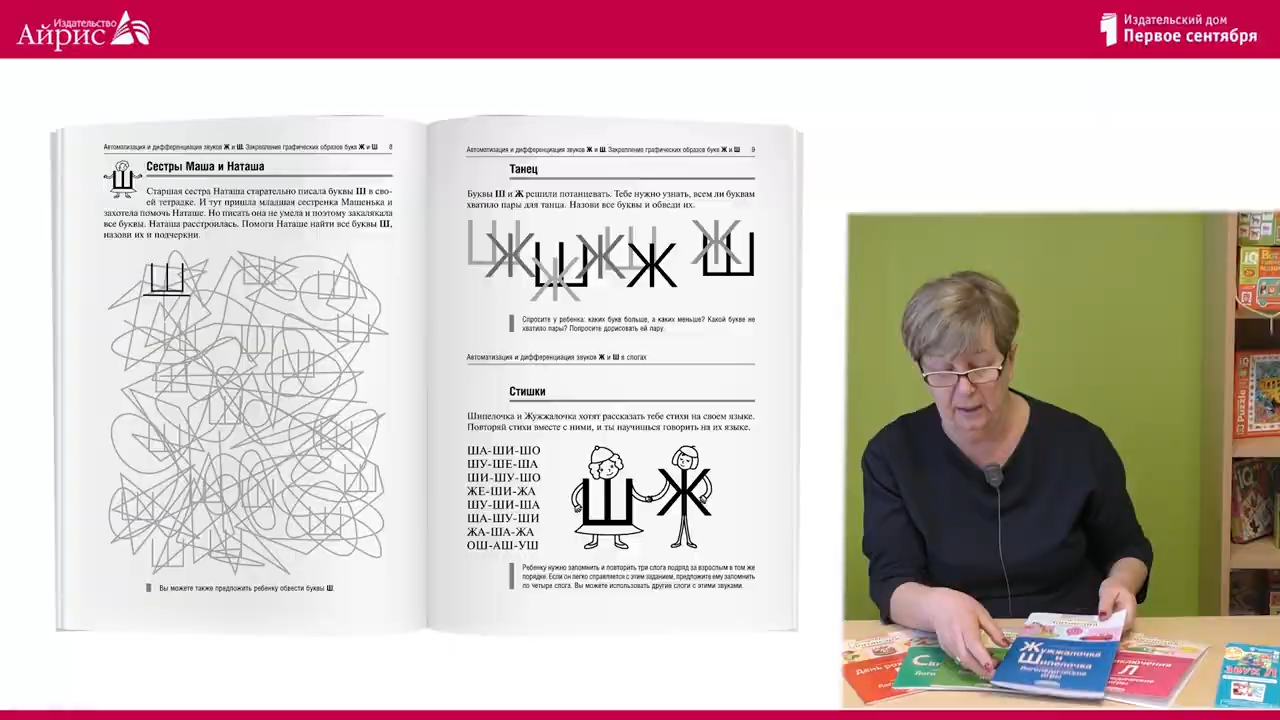 Издательство
Айрис
Издательский дом
Первое сентября
Автоматизация и дифференциация звуков Ж и Ш. Закрепление графических образов букв Ж и Ш 8
Сестры Маша и Наташа
Старшая сестра Наташа старательно писала буквы Ш в сво-
ей тетрадке. И тут пришла младшая сестренка Машенька и
захотела помочь Наташе. Но писать она не умела и поэтому закалякала
все буквы. Наташа расстроилась. Помоги Наташе найти все буквы Ш,
назови их и подчеркни.
Ш
Вы можете также предложить ребенку обвести буквы Ш.
Автоматизация и дифференциация звуков Ж и Ш. Закрепление графических образов букв Ж и Ш 9
Танец
Буквы Ш и Ж решили потанцевать. Тебе нужно узнать, всем ли буквам
хватило пары для танца. Назови все буквы и обведи их.
Ш Ж Ш Ж Ж Ш Ж Ж Ш
Спросите у ребенка: каких букв больше, а каких меньше? Какой букве не
хватило пары? Попросите дорисовать ей пару.
Автоматизация и дифференциация звуков Ж и Ш в слогах
Стишки
Шипелочка и Жужжалочка хотят рассказать тебе стихи на своем языке.
Повторяй стихи вместе с ними, и ты научишься говорить на их языке.
ША-ШИ-ШО
ШУ-ШЕ-ША
ШИ-ШУ-ШО
ЖЕ-ШИ-ЖА
ШУ-ШИ-ША
ША-ШУ-ШИ
ЖА-ША-ЖА
ОШ-АШ-УШ
Ш Ж
Ребенку нужно запомнить и повторить три слога подряд за взрослым в том же
порядке. Если он легко справляется с этим заданием, предложите ему запомнить
по четыре слога. Вы можете использовать другие слоги с этими звуками.
Жужжалочка
и
Шипелочка
Логопедические
игры
День
Л
ЗВУК Л
IQ
Puzzle